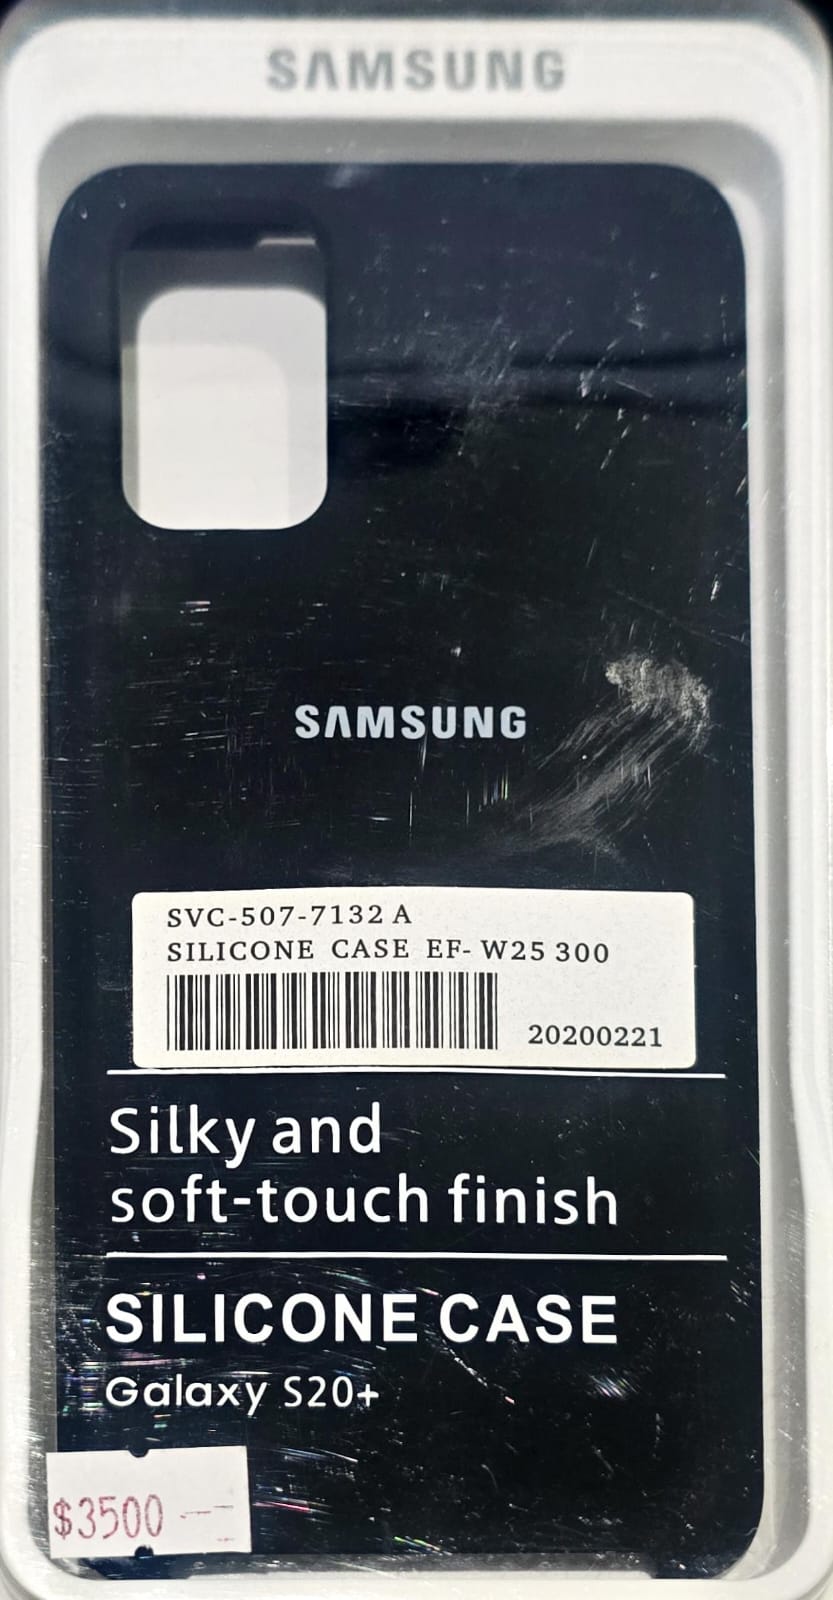 SAMSUNG
SAMSUNG
SVC-507-7132 A
SILICONE CASE EF- W25 300
20200221
Silky and
soft-touch finish
SILICONE CASE
Galaxy S20+
$3500